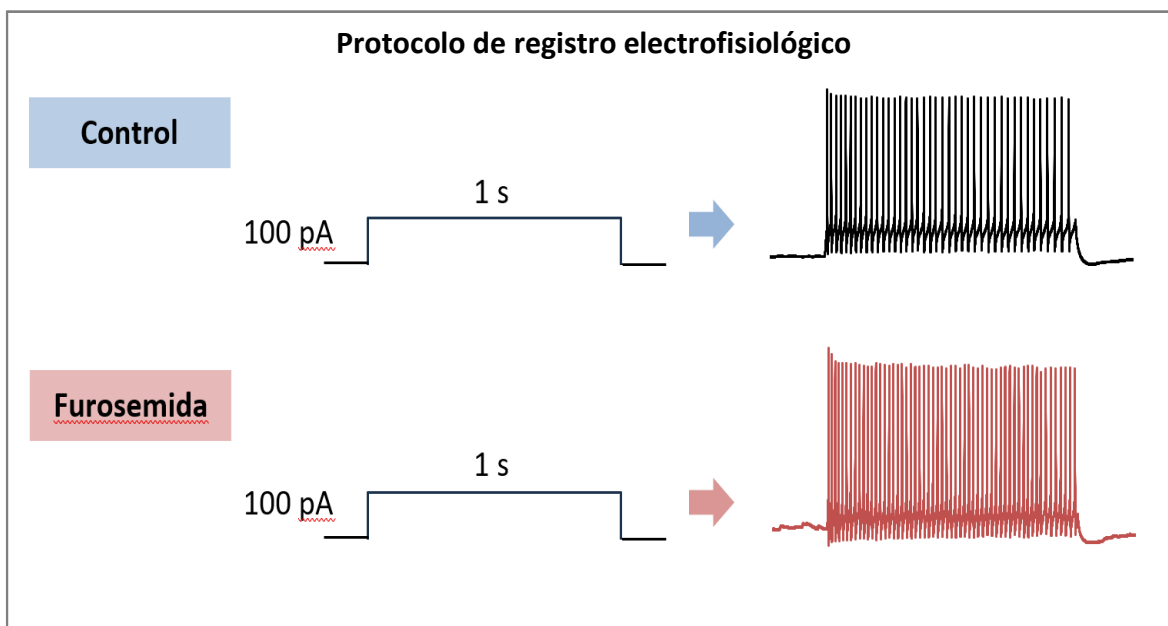 Protocolo de registro electrofisiológico
Control
1 s
100 pA
Furosemida
1 s
100 pA